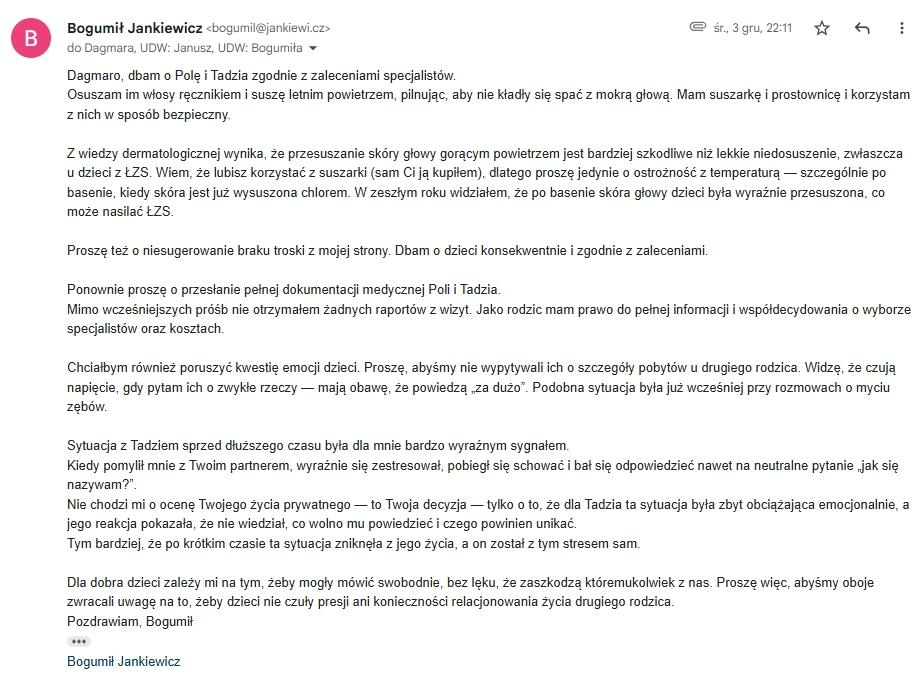 B
Bogumił Jankiewicz <bogumil@jankiewi.cz>
śr., 3 gru, 22:11
do Dagmara, UDW: Janusz, UDW: Bogumiła
Dagmaro, dbam o Polę i Tadzia zgodnie z zaleceniami specjalistów.
Osuszam im włosy ręcznikiem i suszę letnim powietrzem, pilnując, aby nie kładły się spać z mokrą głową. Mam suszarkę i prostownicę i korzystam
z nich w sposób bezpieczny.
Z wiedzy dermatologicznej wynika, że przesuszanie skóry głowy gorącym powietrzem jest bardziej szkodliwe niż lekkie niedosuszenie, zwłaszcza
u dzieci z ŁZS. Wiem, że lubisz korzystać z suszarki (sam Ci ją kupiłem), dlatego proszę jedynie o ostrożność z temperaturą — szczególnie po
basenie, kiedy skóra jest już wysuszona chlorem. W zeszłym roku widziałem, że po basenie skóra głowy dzieci była wyraźnie przesuszona, co
może nasilać ŁZS.
Proszę też o niesugerowanie braku troski z mojej strony. Dbam o dzieci konsekwentnie i zgodnie z zaleceniami.
Ponownie proszę o przesłanie pełnej dokumentacji medycznej Poli i Tadzia.
Mimo wcześniejszych próśb nie otrzymałem żadnych raportów z wizyt. Jako rodzic mam prawo do pełnej informacji i współdecydowania o wyborze
specjalistów oraz kosztach.
Chciałbym również poruszyć kwestię emocji dzieci. Proszę, abyśmy nie wypytywali ich o szczegóły pobytów u drugiego rodzica. Widzę, że czują
napięcie, gdy pytam ich o zwykłe rzeczy — mają obawę, że powiedzą „za dużo”. Podobna sytuacja była już wcześniej przy rozmowach o myciu
zębów.
Sytuacja z Tadziem sprzed dłuższego czasu była dla mnie bardzo wyraźnym sygnałem.
Kiedy pomylił mnie z Twoim partnerem, wyraźnie się zestresował, pobiegł się schować i bał się odpowiedzieć nawet na neutralne pytanie „jak się
nazywam?”.
Nie chodzi mi o ocenę Twojego życia prywatnego — to Twoja decyzja — tylko o to, że dla Tadzia ta sytuacja była zbyt obciążająca emocjonalnie, a
jego reakcja pokazała, że nie wiedział, co wolno mu powiedzieć i czego powinien unikać.
Tym bardziej, że po krótkim czasie ta sytuacja zniknęła z jego życia, a on został z tym stresem sam.
Dla dobra dzieci zależy mi na tym, żeby mogły mówić swobodnie, bez lęku, że zaszkodzą któremukolwiek z nas. Proszę więc, abyśmy oboje
zwracali uwagę na to, żeby dzieci nie czuły presji ani konieczności relacjonowania życia drugiego rodzica.
Pozdrawiam, Bogumił
Bogumił Jankiewicz